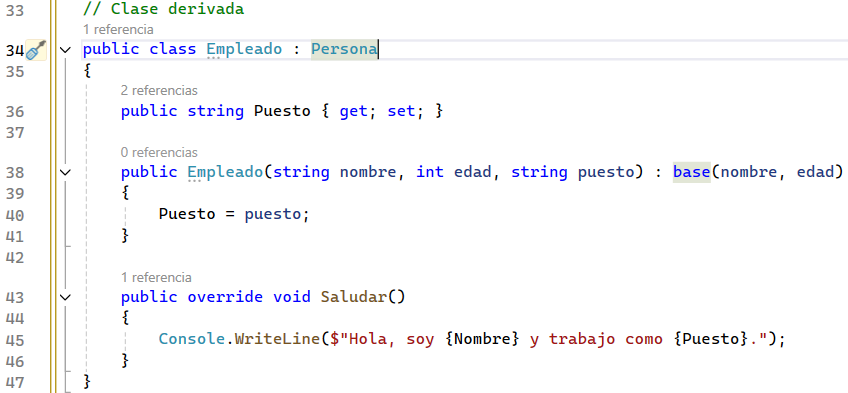 33 // Clase derivada
1 referencia
34 public class Empleado : Persona
35 {
2 referencias
36 public string Puesto { get; set; }
37
0 referencias
38 public Empleado(string nombre, int edad, string puesto) : base(nombre, edad)
39 {
40 Puesto = puesto;
41 }
42
1 referencia
43 public override void Saludar()
44 {
45 Console.WriteLine($"Hola, soy {Nombre} y trabajo como {Puesto}.");
46 }
47 }